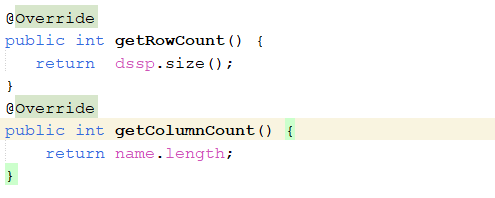 @Override
public int getRowCount() {
return  dssp.size();
}
@Override
public int getColumnCount() {
return name.length;
}